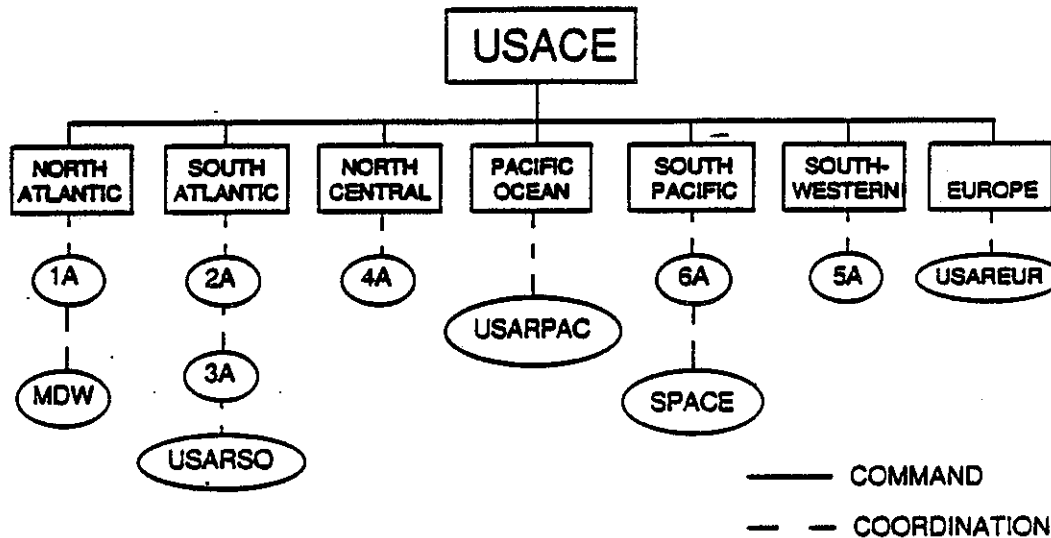 USACE
NORTH
ATLANTIC
SOUTH
ATLANTIC
NORTH
CENTRAL
PACIFIC
OCEAN
SOUTH
PACIFIC
SOUTH-
WESTERN
EUROPE
1A
2A
4A
USARPAC
6A
5A
USAREUR
MDW
3A
SPACE
USARSO
COMMAND
COORDINATION